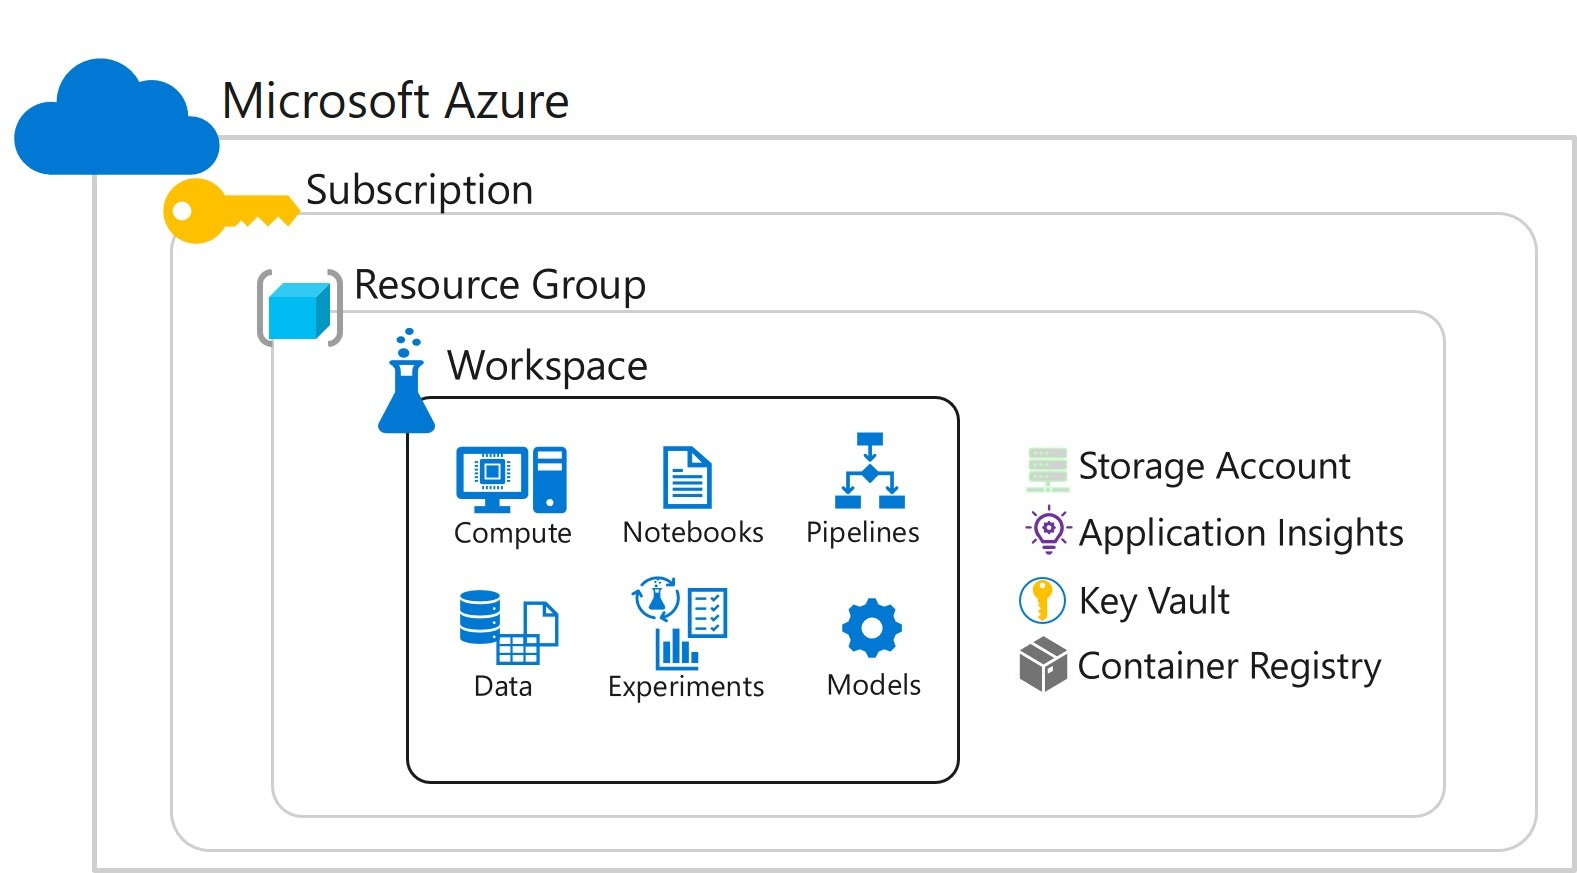 Microsoft Azure
Subscription
Resource Group
Workspace
Compute
Notebooks
Pipelines
Data
Experiments
Models
Storage Account
Application Insights
Key Vault
Container Registry